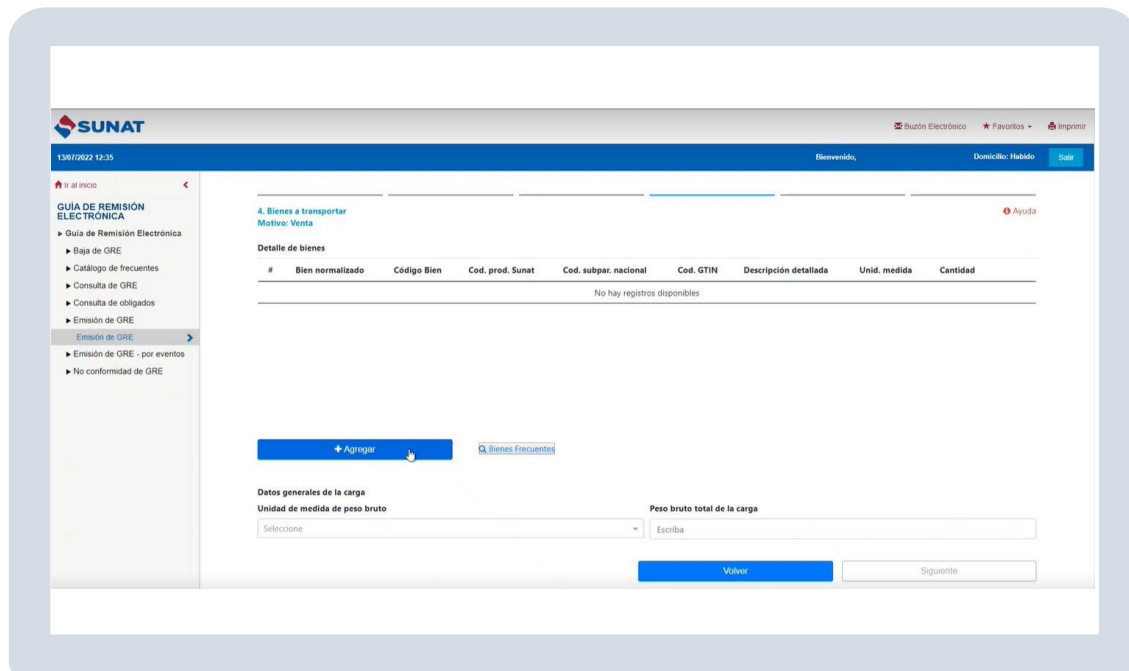 SUNAT
Buzón Electrónico Favoritos Imprimir
13/07/2022 12:35 Bienvenido, Domicilio: Habido Salir
Ir al inicio
GUÍA DE REMISIÓN
ELECTRÓNICA
Guía de Remisión Electrónica
Baja de GRE
Catálogo de frecuentes
Consulta de GRE
Consulta de obligados
Emisión de GRE
Emisión de GRE
Emisión de GRE - por eventos
No conformidad de GRE
4. Bienes a transportar
Motivo: Venta
Ayuda
Detalle de bienes
# Bien normalizado Código Bien Cod. prod. Sunat Cod. subpar. nacional Cod. GTIN Descripción detallada Unid. medida Cantidad
No hay registros disponibles
+ Agregar Bienes Frecuentes
Datos generales de la carga
Unidad de medida de peso bruto Peso bruto total de la carga
Seleccione Escriba
Volver Siguiente